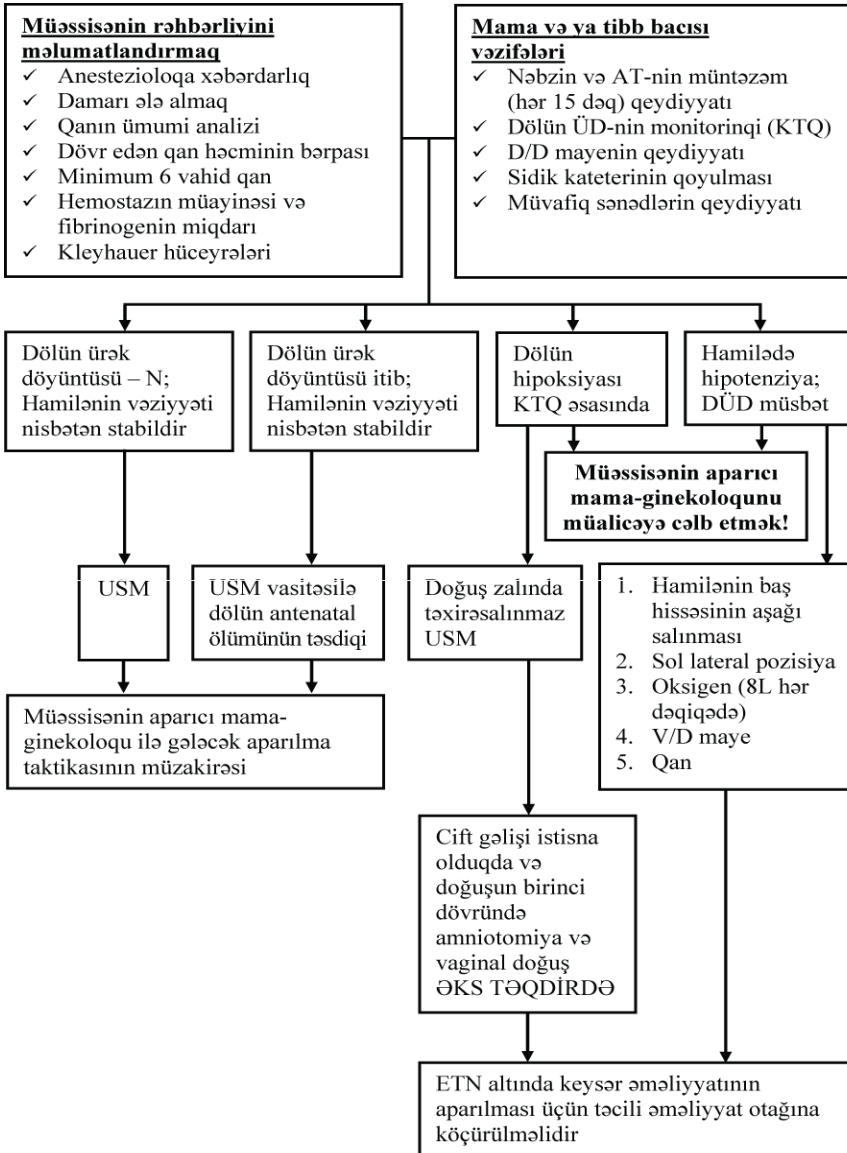 Müəssisənin rəhbərliyini
məlumatlandırmaq
✓ Anestezioloqa xəbərdarlıq
✓ Damarı ələ almaq
✓ Qanın ümumi analizi
✓ Dövr edən qan həcminin bərpası
✓ Minimum 6 vahid qan
✓ Hemostazın müayinəsi və
fibrinogenin miqdarı
✓ Kleyhauer hüceyrələri
Mama və ya tibb bacısı
vəzifələri
✓ Nəbzin və AT-nin müntəzəm
(hər 15 dəq) qeydiyyatı
✓ Dölün ÜD-nin monitorinqi (KTQ)
✓ D/D mayenin qeydiyyatı
✓ Sidik kateterinin qoyulması
✓ Müvafiq sənədlərin qeydiyyatı
Dölün ürək
döyüntüsü – N;
Hamilənin vəziyyəti
nisbətən stabildir
Dölün ürək
döyüntüsü itib;
Hamilənin vəziyyəti
nisbətən stabildir
Dölün
hipoksiyası
KTQ əsasında
Hamilədə
hipotenziya;
DÜD müsbət
Müəssisənin aparıcı
mama-ginekoloqunu
müalicəyə cəlb etmək!
USM
USM vasitəsilə
dölün antenatal
ölümünün təsdiqi
Doğuş zalında
təxirəsalınmaz
USM
1. Hamilənin baş
hissəsinin aşağı
salınması
2. Sol lateral pozisiya
3. Oksigen (8L hər
dəqiqədə)
4. V/D maye
5. Qan
Müəssisənin aparıcı mama-
ginekoloqu ilə gələcək aparılma
taktikasının müzakirəsi
Cift gəlişi istisna
olduqda və
doğuşun birinci
dövründə
amniotomiya və
vaginal doğuş
ƏKS TƏQDİRDƏ
ETN altında keysər əməliyyatının
aparılması üçün təcili əməliyyat otağına
köçürülməlidir